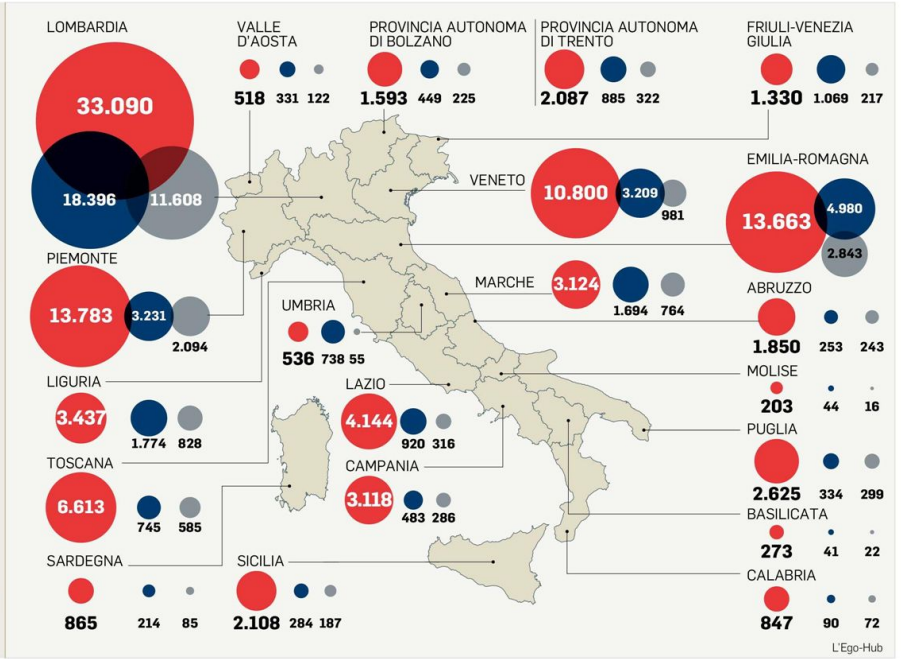 LOMBARDIA
33.090
18.396
11.608
VALLE
D'AOSTA
518 331 122
PROVINCIA AUTONOMA
DI BOLZANO
1.593 449 225
PROVINCIA AUTONOMA
DI TRENTO
2.087 885 322
FRIULI-VENEZIA
GIULIA
1.330 1.069 217
VENETO
10.800
3.209
981
EMILIA-ROMAGNA
13.663
4.980
2.843
PIEMONTE
13.783
3.231
2.094
MARCHE
3.124
1.694 764
UMBRIA
536 738 55
ABRUZZO
1.850 253 243
LIGURIA
3.437
1.774 828
LAZIO
4.144
920 316
MOLISE
203 44 16
TOSCANA
6.613
745 585
CAMPANIA
3.118
483 286
PUGLIA
2.625 334 299
BASILICATA
273 41 22
SARDEGNA
865 214 85
SICILIA
2.108 284 187
CALABRIA
847 90 72
L'Ego-Hub